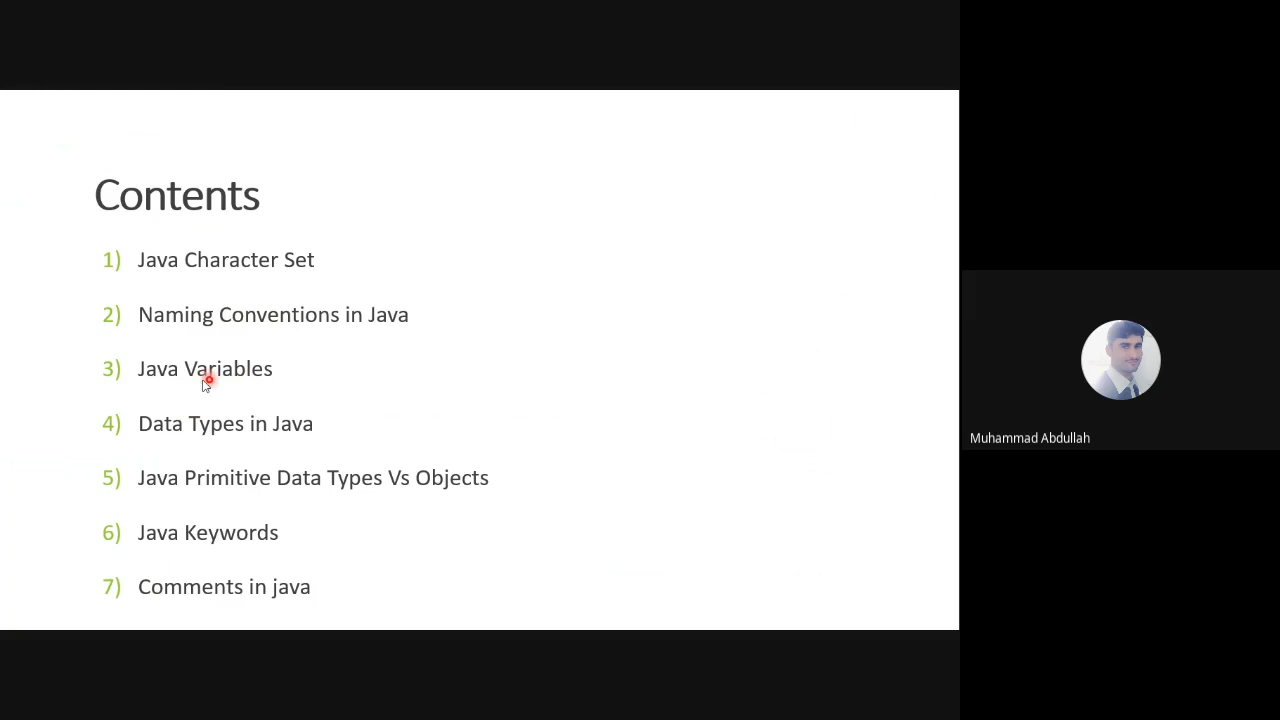 Contents
1) Java Character Set
2) Naming Conventions in Java
3) Java Variables
4) Data Types in Java
5) Java Primitive Data Types Vs Objects
6) Java Keywords
7) Comments in java
Muhammad Abdullah